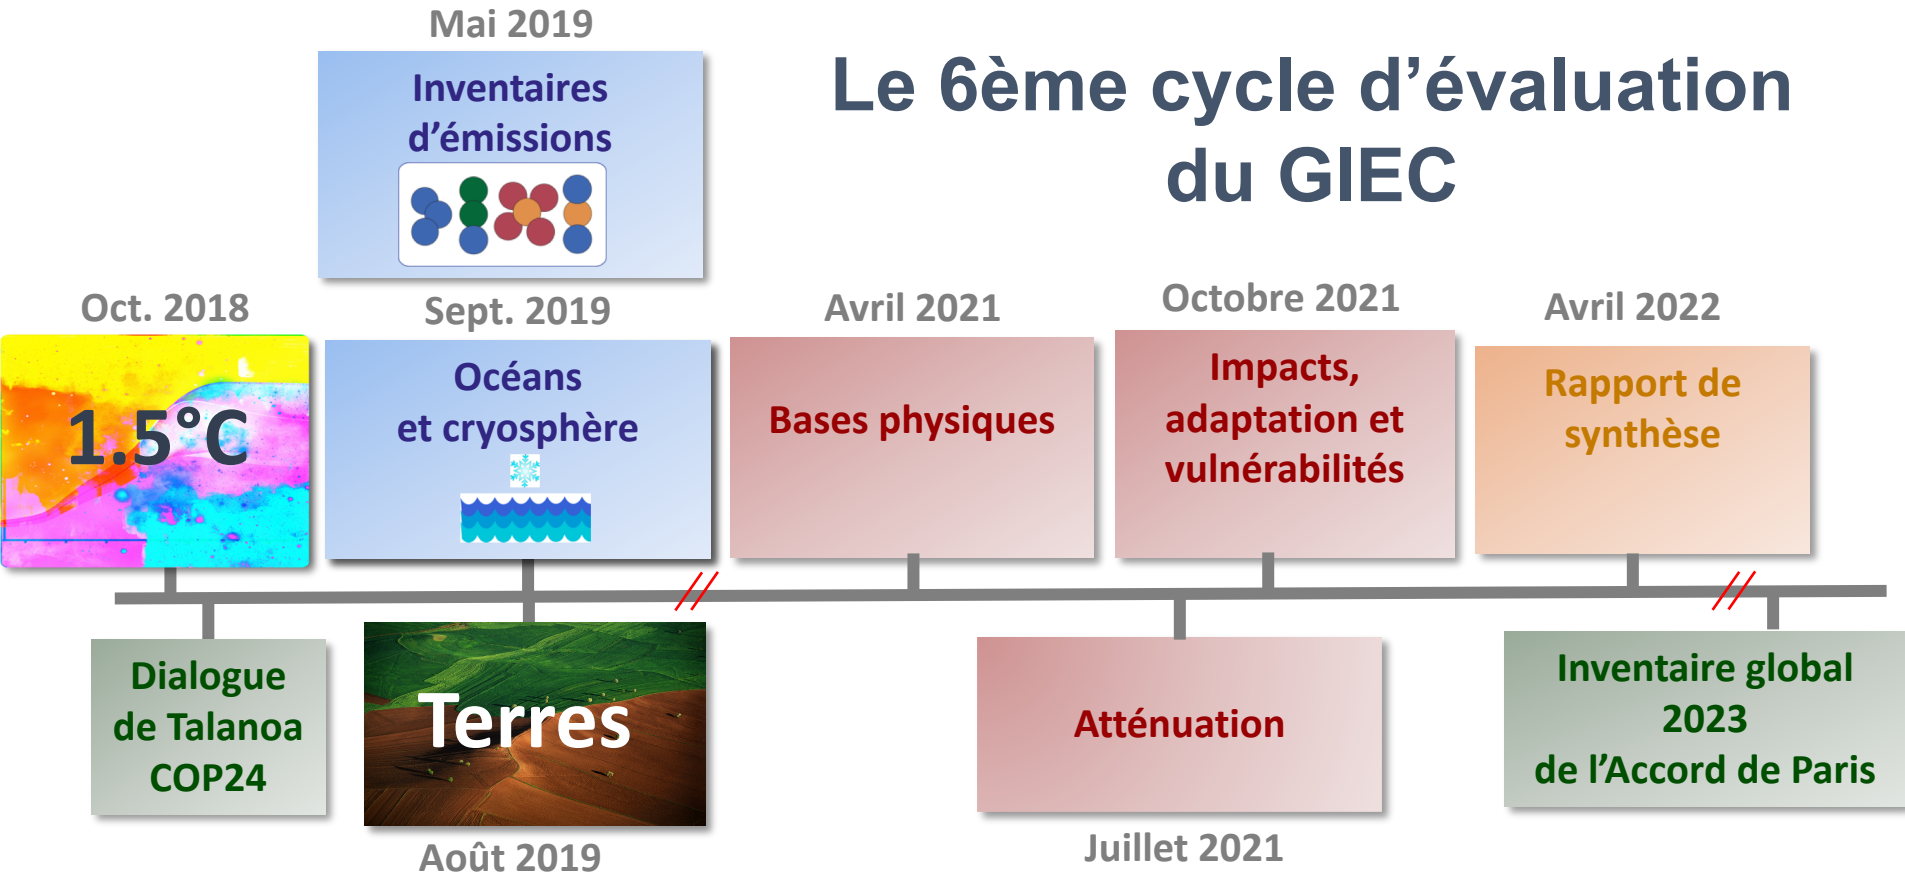 Mai 2019
Inventaires
d’émissions
Le 6ème cycle d’évaluation
du GIEC
Oct. 2018
1.5°C
Sept. 2019
Océans
et cryosphère
Avril 2021
Bases physiques
Octobre 2021
Impacts,
adaptation et
vulnérabilités
Avril 2022
Rapport de
synthèse
Dialogue
de Talanoa
COP24
Terres
Août 2019
Atténuation
Juillet 2021
Inventaire global
2023
de l’Accord de Paris